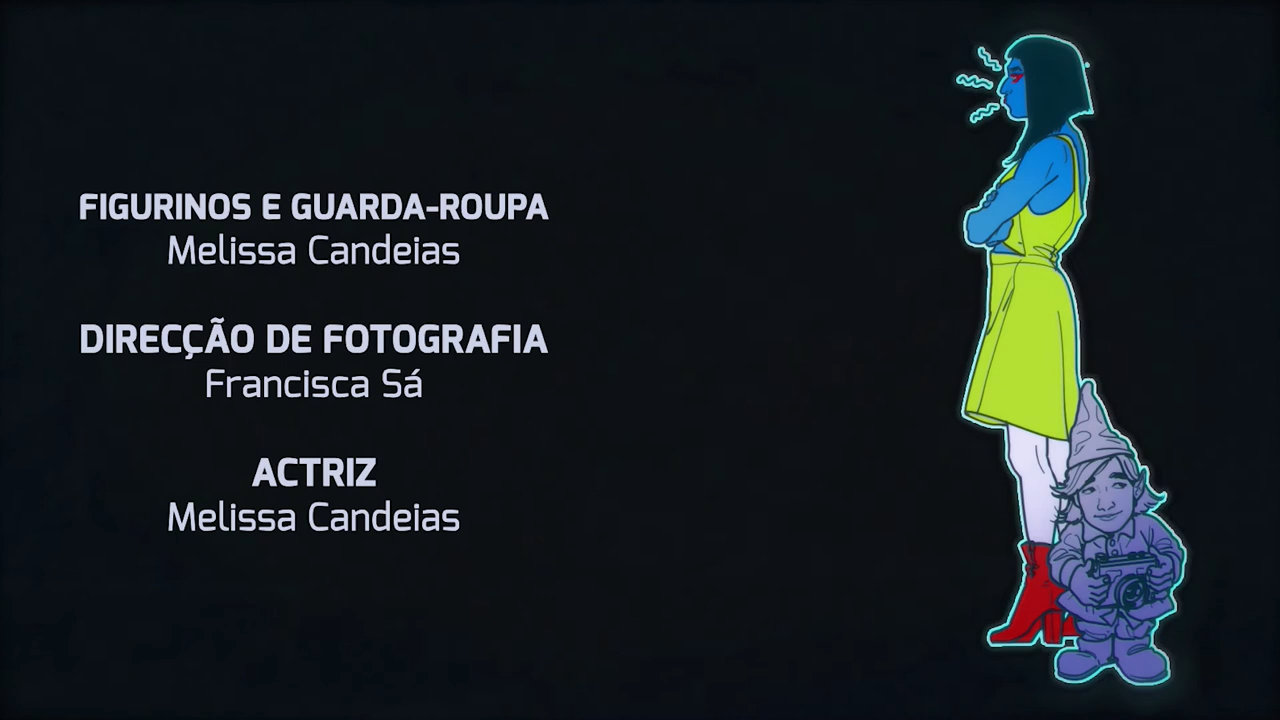 FIGURINOS E GUARDA-ROUPA
Melissa Candeias
DIRECÇÃO DE FOTOGRAFIA
Francisca Sá
ACTRIZ
Melissa Candeias